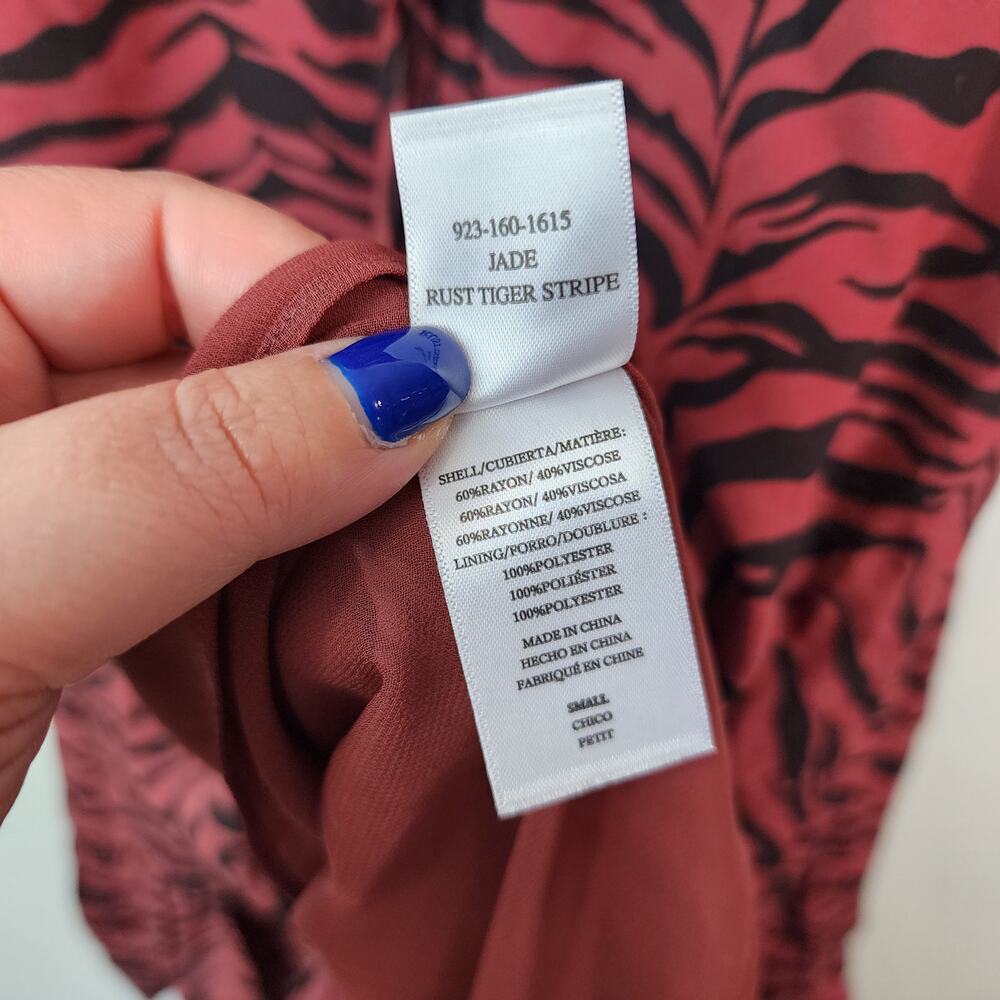 923-160-1615
JADE
RUST TIGER STRIPE
SHELL/CUBIERTA/MATIÈRE:
60%RAYON/ 40%VISCOSE
60%RAYON/ 40%VISCOSA
60%RAYONNE/ 40%VISCOSE
LINING/FORRO/DOUBLURE :
100%POLYESTER
100%POLIÉSTER
100%POLYESTER
MADE IN CHINA
HECHO EN CHINA
FABRIQUÉ EN CHINE
SMALL
CHICO
PETIT